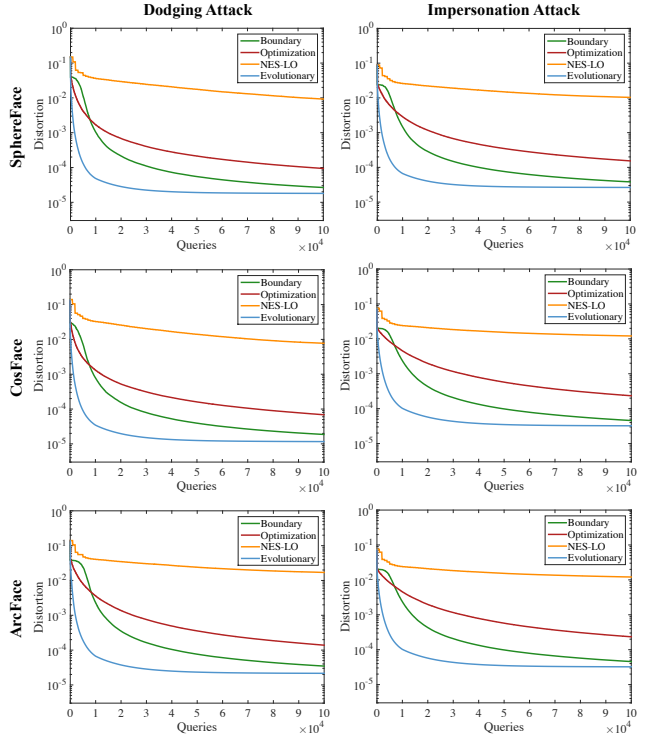 Dodging Attack
Impersonation Attack
SphereFace
Distortion
10^0
10^-1
10^-2
10^-3
10^-4
10^-5
Boundary
Optimization
NES-LO
Evolutionary
0 1 2 3 4 5 6 7 8 9 10
Queries
×10^4
Distortion
10^0
10^-1
10^-2
10^-3
10^-4
10^-5
Boundary
Optimization
NES-LO
Evolutionary
0 1 2 3 4 5 6 7 8 9 10
Queries
×10^4
CosFace
Distortion
10^0
10^-1
10^-2
10^-3
10^-4
10^-5
Boundary
Optimization
NES-LO
Evolutionary
0 1 2 3 4 5 6 7 8 9 10
Queries
×10^4
Distortion
10^0
10^-1
10^-2
10^-3
10^-4
10^-5
Boundary
Optimization
NES-LO
Evolutionary
0 1 2 3 4 5 6 7 8 9 10
Queries
×10^4
ArcFace
Distortion
10^0
10^-1
10^-2
10^-3
10^-4
10^-5
Boundary
Optimization
NES-LO
Evolutionary
0 1 2 3 4 5 6 7 8 9 10
Queries
×10^4
Distortion
10^0
10^-1
10^-2
10^-3
10^-4
10^-5
Boundary
Optimization
NES-LO
Evolutionary
0 1 2 3 4 5 6 7 8 9 10
Queries
×10^4